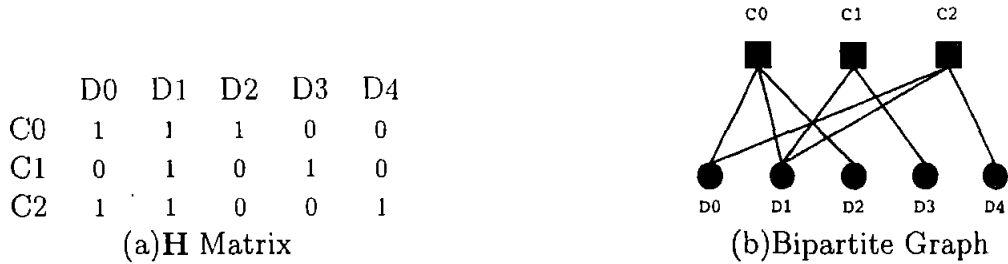 C0 C1 C2
D0 D1 D2 D3 D4
C0 1 1 1 0 0
C1 0 1 0 1 0
C2 1 1 0 0 1
D0 D1 D2 D3 D4
(a)H Matrix
(b)Bipartite Graph